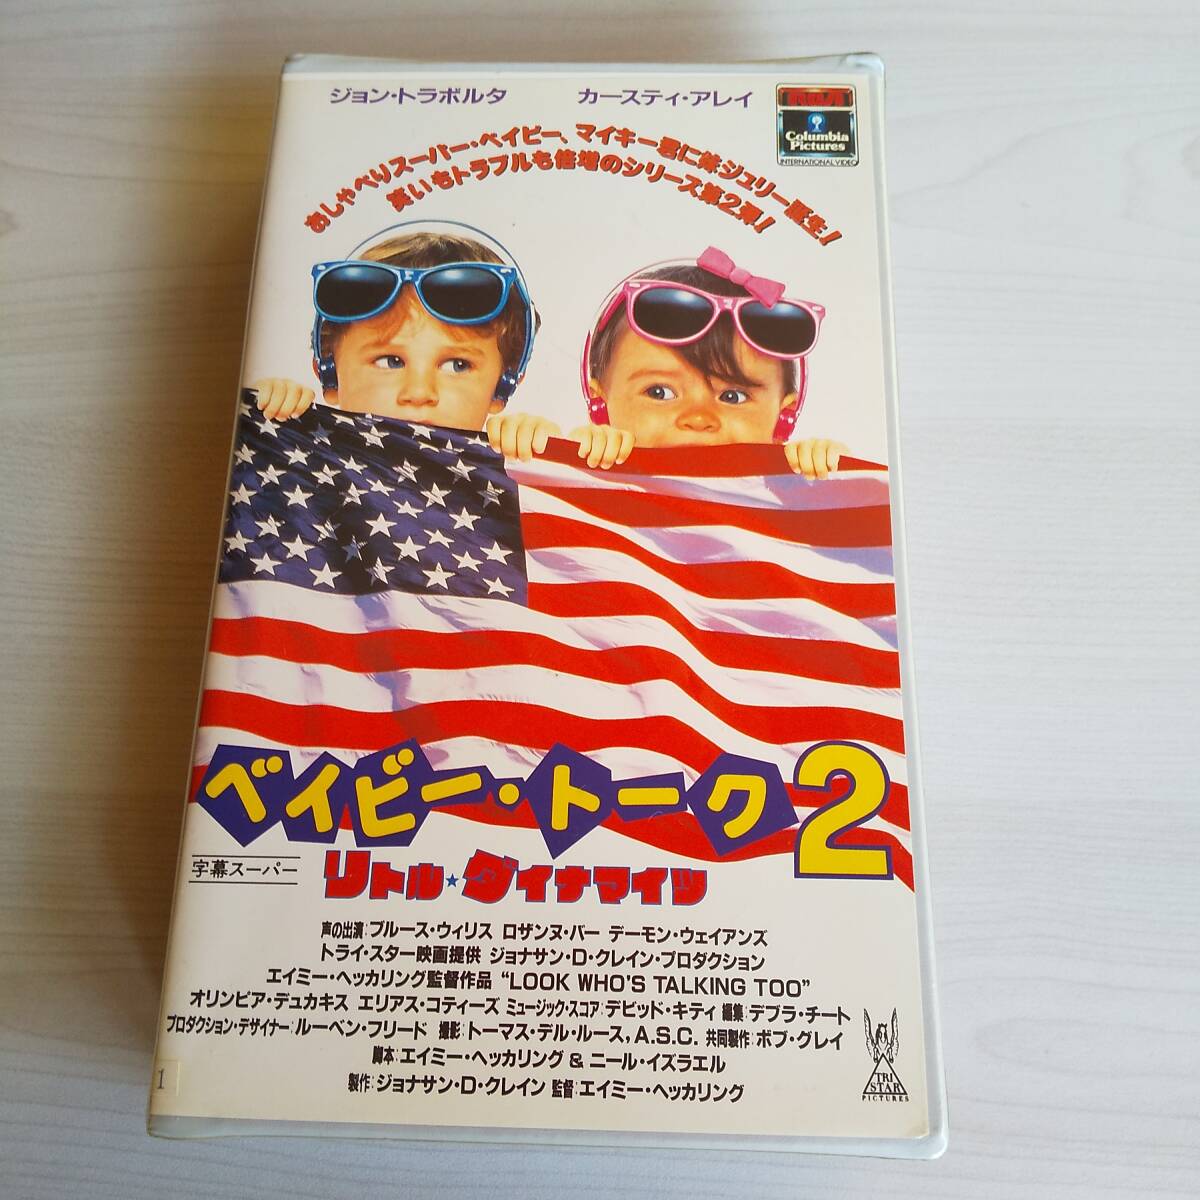 ジョン・トラボルタ
カースティ・アレイ
Columbia
Pictures
INTERNATIONAL VIDEO
おしゃべりスーパー・ベイビー、マイキー君に妹ジュリー誕生!
笑いもトラブルも倍増のシリーズ第2弾!
ベイビー・トーク2
字幕スーパー
リトル★ダイナマイツ
声の出演:ブルース・ウィリス ロザンヌ・バー デーモン・ウェイアンズ
トライ・スター映画提供 ジョナサン・D・クレイン・プロダクション
エイミー・ヘッカリング監督作品 “LOOK WHO'S TALKING TOO”
オリンピア・デュカキス エリアス・コティーズ ミュージック・スコア:デビッド・キティ 編集:デブラ・チート
プロダクション・デザイナー:ルーベン・フリード 撮影:トーマス・デル・ルース,A.S.C. 共同製作:ボブ・グレイ
脚本:エイミー・ヘッカリング & ニール・イズラエル
製作:ジョナサン・D・クレイン 監督:エイミー・ヘッカリング
1
TRI
STAR
PICTURES